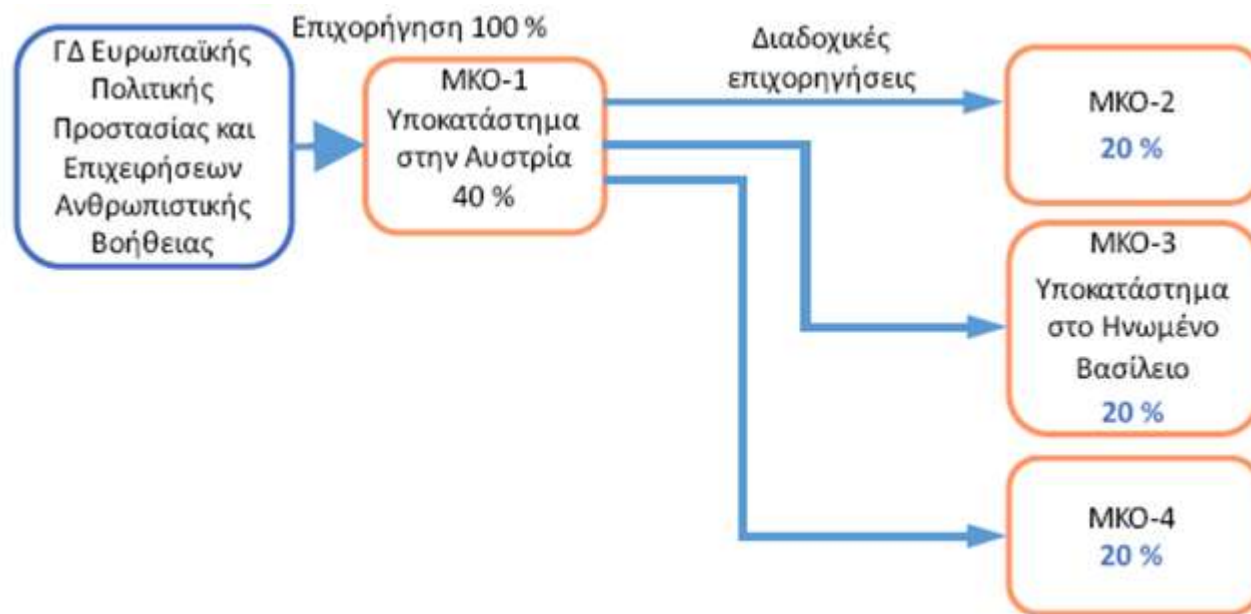 ΓΔ Ευρωπαϊκής
Πολιτικής
Προστασίας και
Επιχειρήσεων
Ανθρωπιστικής
Βοήθειας
Επιχορήγηση 100 %
ΜΚΟ-1
Υποκατάστημα
στην Αυστρία
40 %
Διαδοχικές
επιχορηγήσεις
ΜΚΟ-2
20 %
ΜΚΟ-3
Υποκατάστημα
στο Ηνωμένο
Βασίλειο
20 %
ΜΚΟ-4
20 %